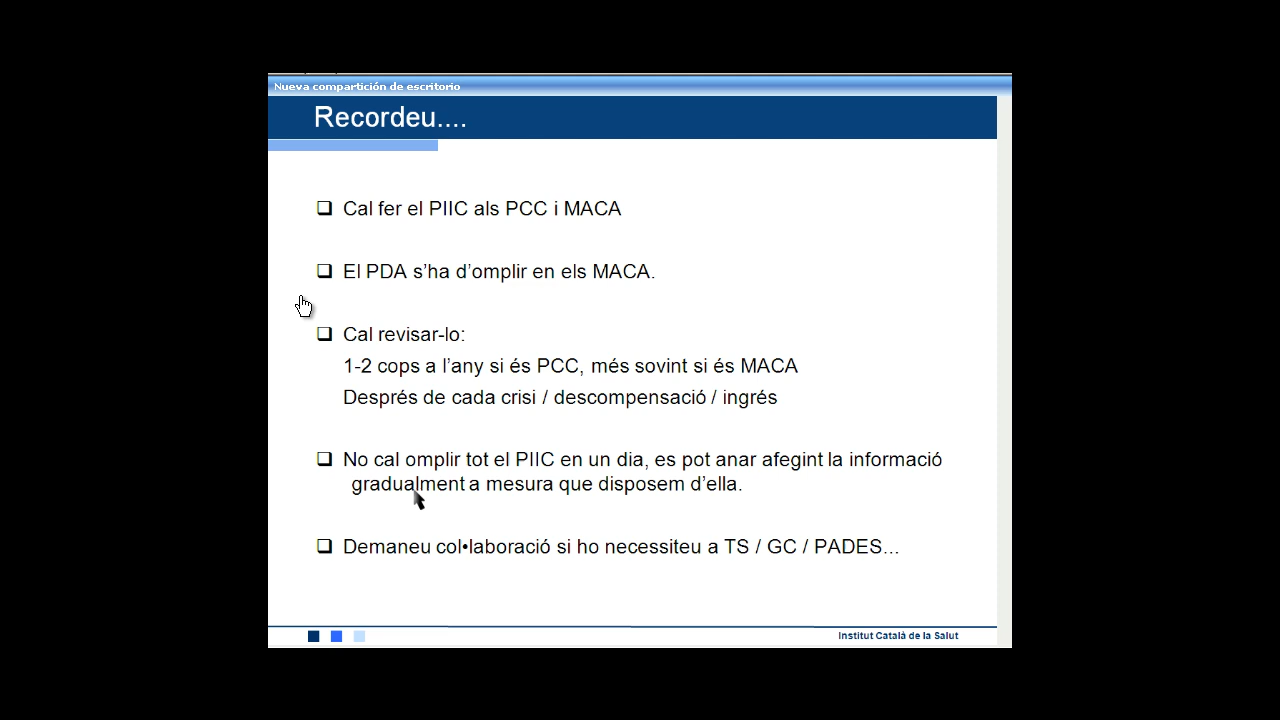 Nueva compartición de escritorio
Recordeu....
❑ Cal fer el PIIC als PCC i MACA
❑ El PDA s’ha d’omplir en els MACA.
❑ Cal revisar-lo:
1-2 cops a l’any si és PCC, més sovint si és MACA
Després de cada crisi / descompensació / ingrés
❑ No cal omplir tot el PIIC en un dia, es pot anar afegint la informació
gradualment a mesura que disposem d’ella.
❑ Demaneu col•laboració si ho necessiteu a TS / GC / PADES...
Institut Català de la Salut